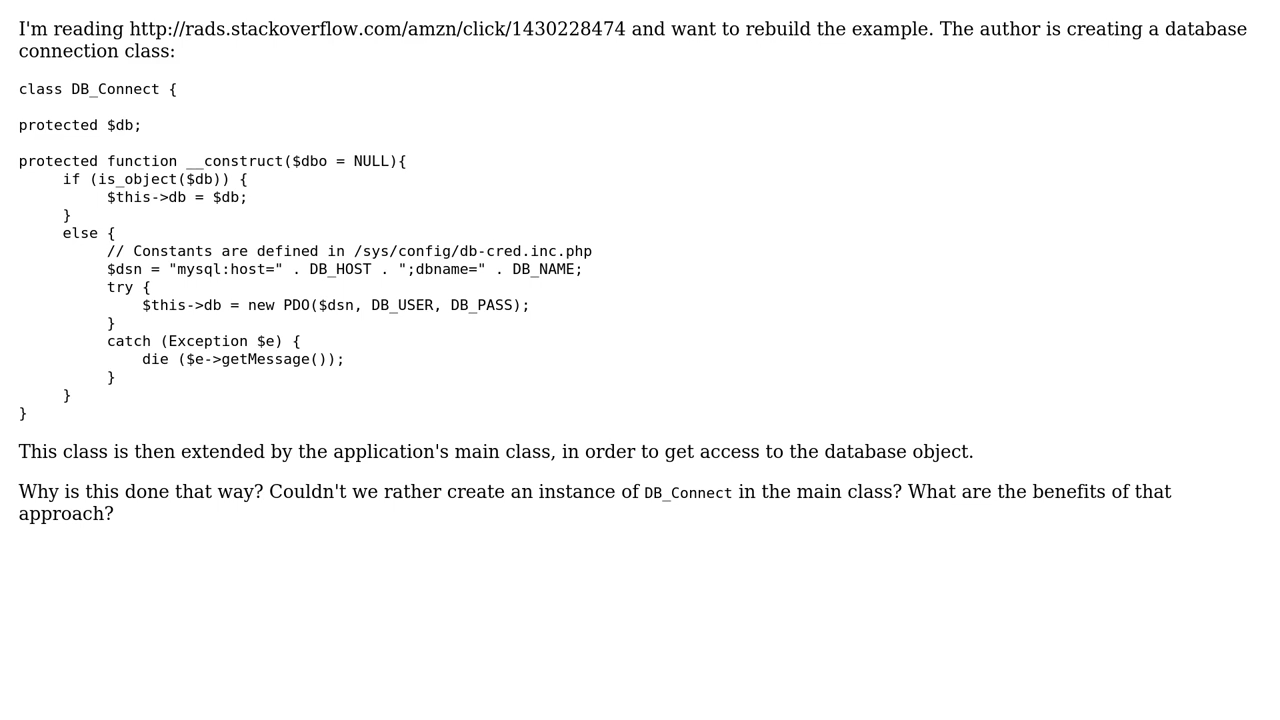 I'm reading http://rads.stackoverflow.com/amzn/click/1430228474 and want to rebuild the example. The author is creating a database
connection class:
class DB_Connect {
protected $db;
protected function __construct($dbo = NULL){
     if (is_object($db)) {
          $this->db = $db;
     }
     else {
          // Constants are defined in /sys/config/db-cred.inc.php
          $dsn = "mysql:host=" . DB_HOST . ";dbname=" . DB_NAME;
          try {
              $this->db = new PDO($dsn, DB_USER, DB_PASS);
          }
          catch (Exception $e) {
              die ($e->getMessage());
          }
     }
}
This class is then extended by the application's main class, in order to get access to the database object.
Why is this done that way? Couldn't we rather create an instance of DB_Connect in the main class? What are the benefits of that
approach?